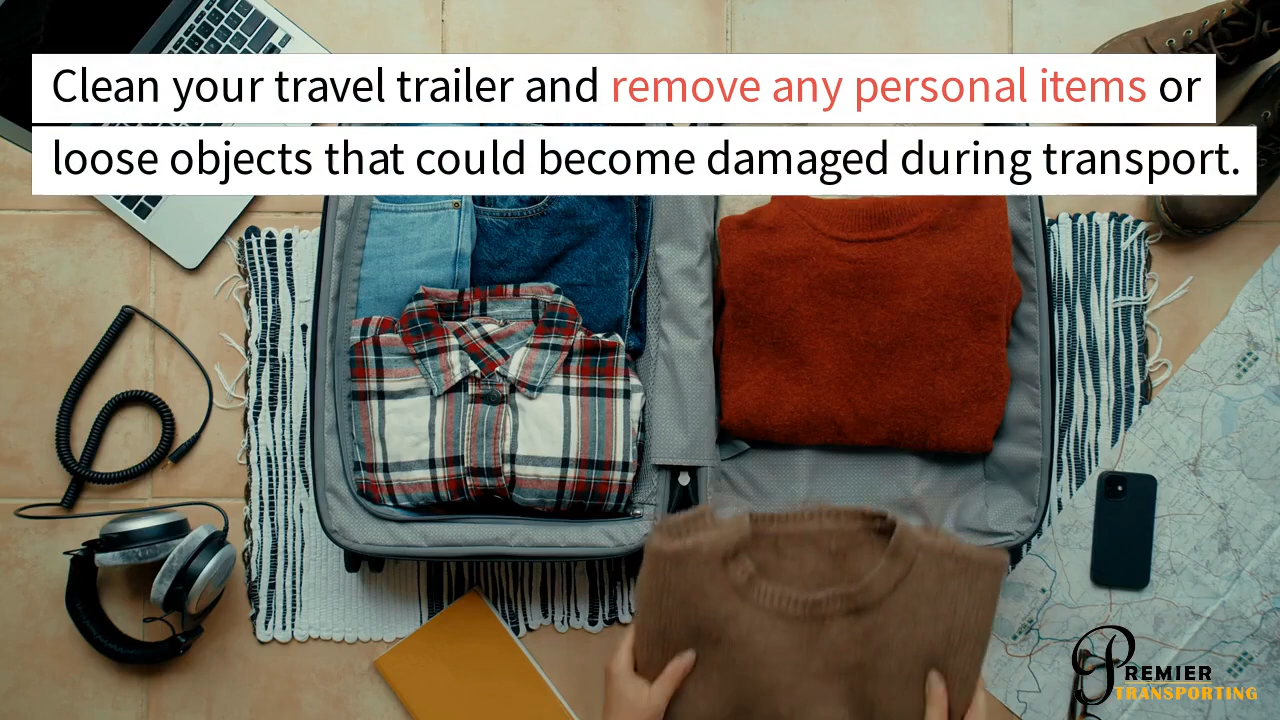 Clean your travel trailer and remove any personal items or
loose objects that could become damaged during transport.
PREMIER
TRANSPORTING